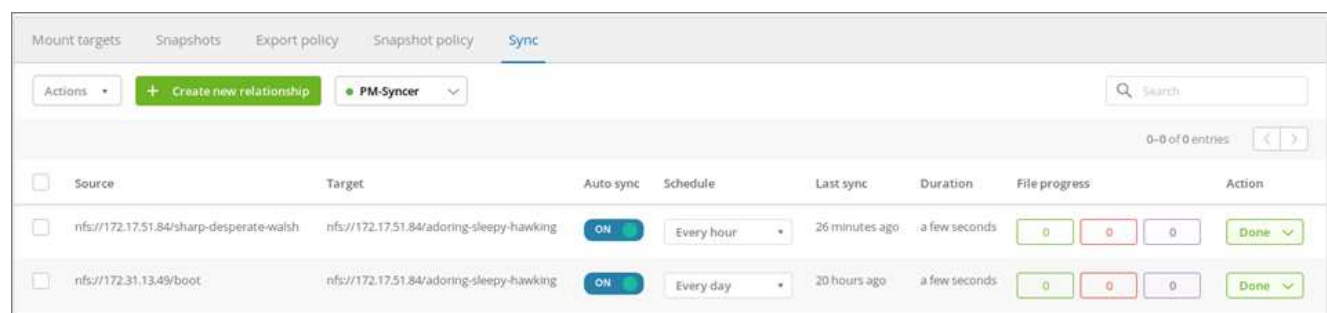 Mount targets Snapshots Export policy Snapshot policy Sync
Actions + Create new relationship PM-Syncer Search
0–0 of 0 entries
Source Target Auto sync Schedule Last sync Duration File progress Action
nfs://172.17.51.84/sharp-desperate-walsh nfs://172.17.51.84/adoring-sleepy-hawking ON Every hour 26 minutes ago a few seconds 0 0 0 Done
nfs://172.31.13.49/boot nfs://172.17.51.84/adoring-sleepy-hawking ON Every day 20 hours ago a few seconds 0 0 0 Done